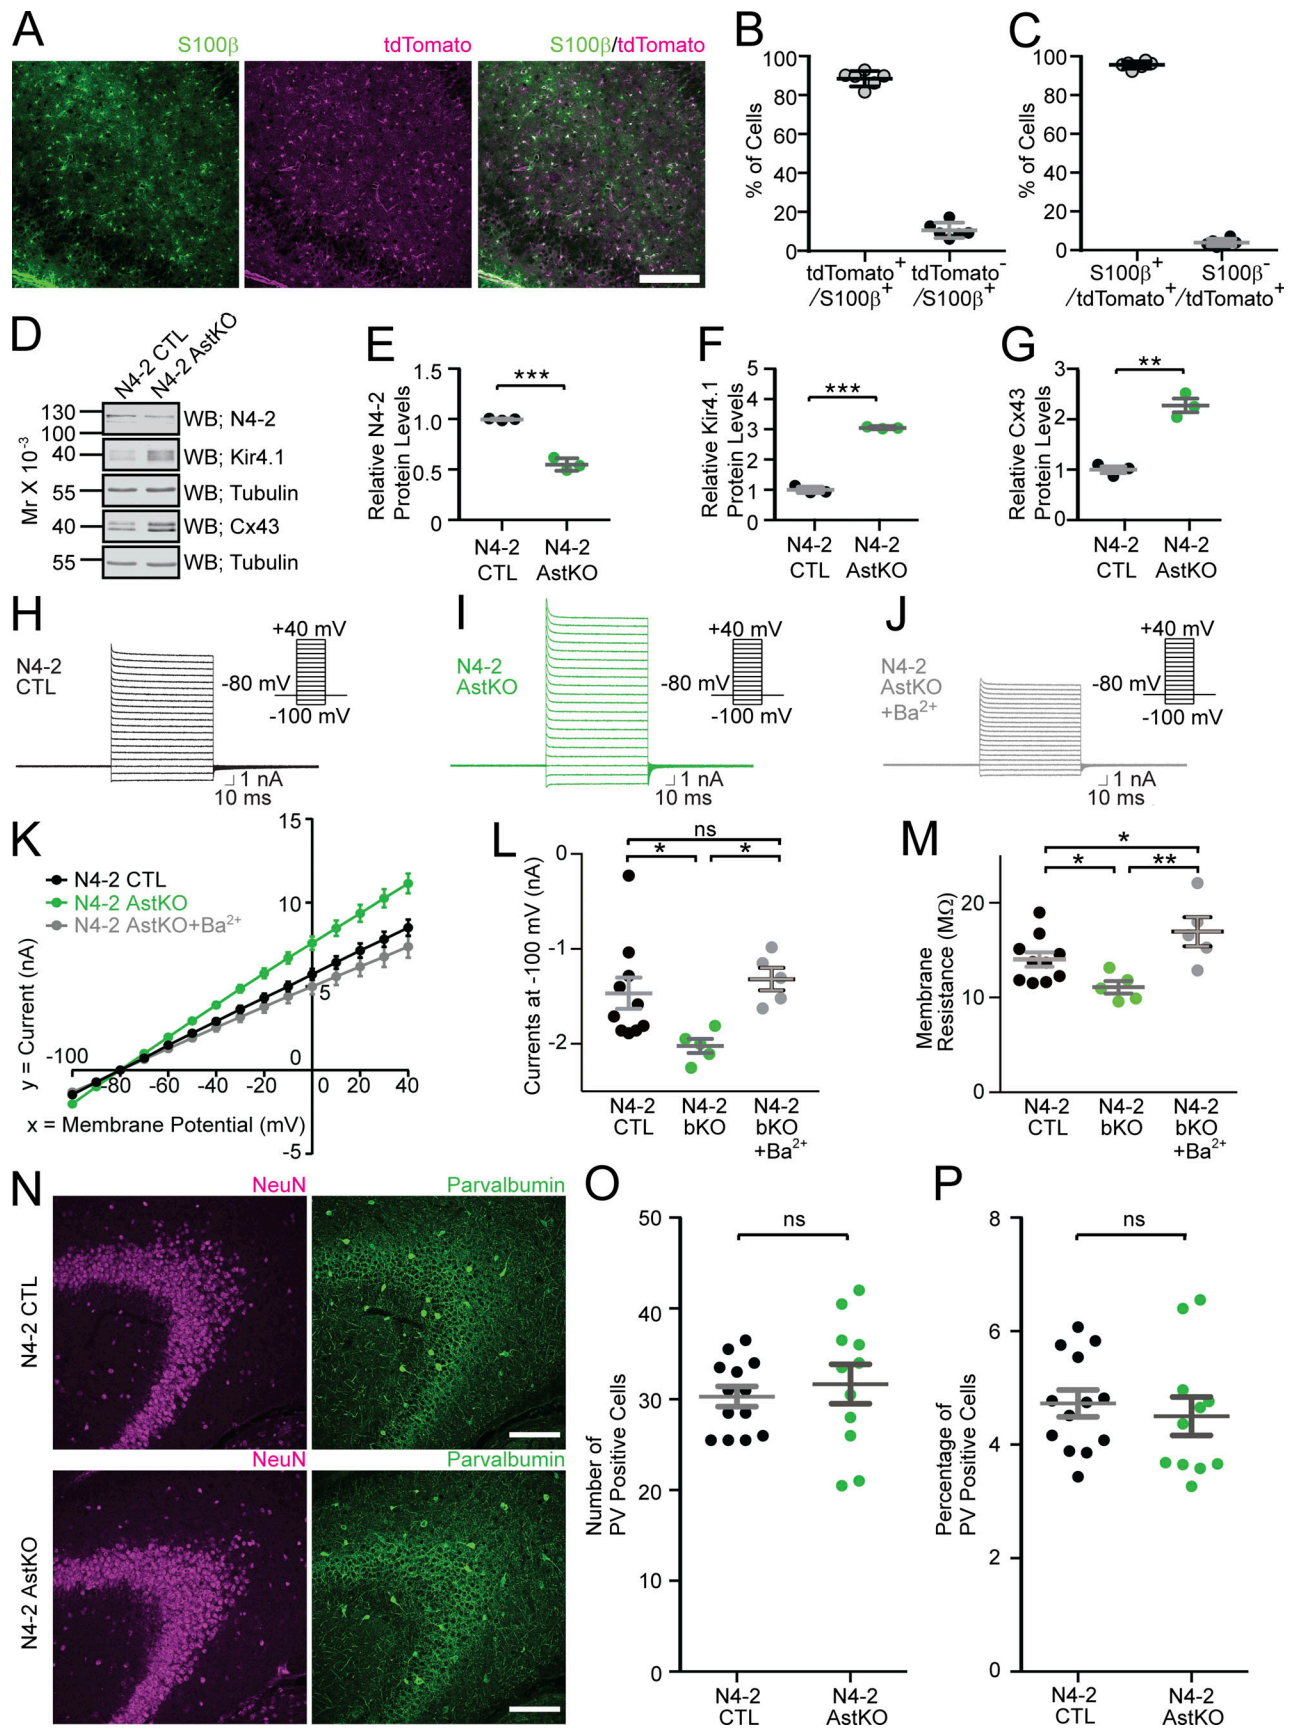 A
S100β
tdTomato
S100β/tdTomato
B
% of Cells
100
80
60
40
20
0
tdTomato⁺
/S100β⁺
tdTomato⁻
/S100β⁺
C
% of Cells
100
80
60
40
20
0
S100β⁺
/tdTomato⁺
S100β⁻
/tdTomato⁺
D
N4-2 CTL
N4-2 AstKO
Mr X 10⁻³
130
100
WB; N4-2
40
WB; Kir4.1
55
WB; Tubulin
40
WB; Cx43
55
WB; Tubulin
E
Relative N4-2
Protein Levels
1.5
1.0
0.5
0
***
N4-2
CTL
N4-2
AstKO
F
Relative Kir4.1
Protein Levels
5
4
3
2
1
0
***
N4-2
CTL
N4-2
AstKO
G
Relative Cx43
Protein Levels
3
2
1
0
**
N4-2
CTL
N4-2
AstKO
H
N4-2
CTL
+40 mV
-80 mV
-100 mV
1 nA
10 ms
I
N4-2
AstKO
+40 mV
-80 mV
-100 mV
1 nA
10 ms
J
N4-2
AstKO
+Ba²⁺
+40 mV
-80 mV
-100 mV
1 nA
10 ms
K
N4-2 CTL
N4-2 AstKO
N4-2 AstKO+Ba²⁺
y = Current (nA)
15
10
5
0
-5
-100
-80
-60
-40
-20
0
20
40
x = Membrane Potential (mV)
L
Currents at -100 mV (nA)
0
-1
-2
ns
*
*
N4-2
CTL
N4-2
bKO
N4-2
bKO
+Ba²⁺
M
Membrane
Resistance (MΩ)
20
10
0
*
*
**
N4-2
CTL
N4-2
bKO
N4-2
bKO
+Ba²⁺
N
NeuN
Parvalbumin
N4-2 CTL
NeuN
Parvalbumin
N4-2 AstKO
O
Number of
PV Positive Cells
50
40
30
20
10
0
ns
N4-2
CTL
N4-2
AstKO
P
Percentage of
PV Positive Cells
8
6
4
2
0
ns
N4-2
CTL
N4-2
AstKO